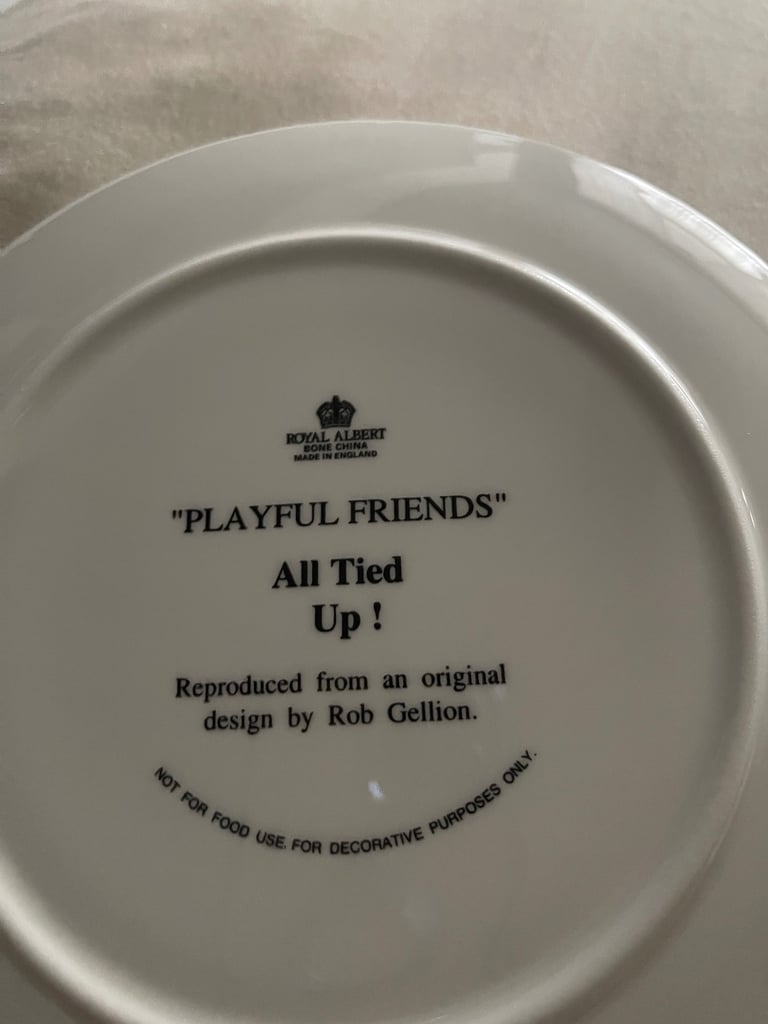 ROYAL ALBERT
BONE CHINA
MADE IN ENGLAND
"PLAYFUL FRIENDS"
All Tied
Up !
Reproduced from an original
design by Rob Gellion.
NOT FOR FOOD USE. FOR DECORATIVE PURPOSES ONLY.